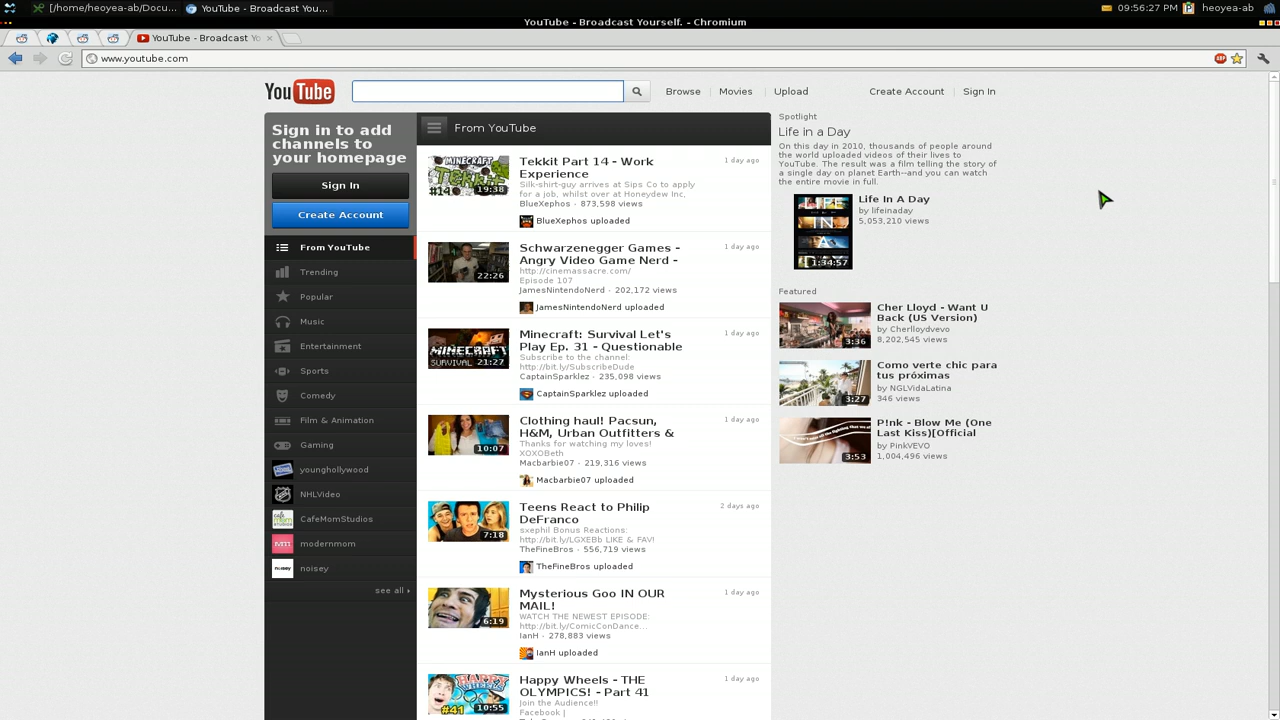 [/home/heoyea-ab/Docu...
YouTube - Broadcast You...
09:56:27 PM
heoyea-ab
YouTube - Broadcast Yourself. - Chromium
YouTube - Broadcast Yo
www.youtube.com
ABP
YouTube
Browse
Movies
Upload
Create Account
Sign In
Sign in to add
channels to
your homepage
Sign In
Create Account
From YouTube
Trending
Popular
Music
Entertainment
Sports
Comedy
Film & Animation
Gaming
younghollywood
NHLVideo
CafeMomStudios
modernmom
noisey
see all
From YouTube
MINECRAFT
#14
19:38
Tekkit Part 14 - Work
Experience
1 day ago
Silk-shirt-guy arrives at Sips Co to apply
for a job, whilst over at Honeydew Inc,
BlueXephos · 873,598 views
BlueXephos uploaded
22:26
Schwarzenegger Games -
Angry Video Game Nerd -
1 day ago
http://cinemassacre.com/
Episode 107
JamesNintendoNerd · 202,172 views
JamesNintendoNerd uploaded
MINECRAFT
SURVIVAL
21:27
Minecraft: Survival Let's
Play Ep. 31 - Questionable
1 day ago
Subscribe to the channel:
http://bit.ly/SubscribeDude
CaptainSparklez · 235,098 views
CaptainSparklez uploaded
10:07
Clothing haul! Pacsun,
H&M, Urban Outfitters &
1 day ago
Thanks for watching my loves!
XOXOBeth
Macbarbie07 · 219,316 views
Macbarbie07 uploaded
7:18
Teens React to Philip
DeFranco
2 days ago
sxephil Bonus Reactions:
http://bit.ly/LGXEBb LIKE & FAV!
TheFineBros · 556,719 views
TheFineBros uploaded
6:19
Mysterious Goo IN OUR
MAIL!
1 day ago
WATCH THE NEWEST EPISODE:
http://bit.ly/ComicConDance...
IanH · 278,883 views
IanH uploaded
HAPPY
WHEELS
#41
10:55
Happy Wheels - THE
OLYMPICS! - Part 41
1 day ago
Join the Audience!!
Facebook |
Spotlight
Life in a Day
On this day in 2010, thousands of people around
the world uploaded videos of their lives to
YouTube. The result was a film telling the story of
a single day on planet Earth--and you can watch
the entire movie in full.
1:34:57
Life In A Day
by lifeinaday
5,053,210 views
Featured
3:36
Cher Lloyd - Want U
Back (US Version)
by Cherlloydvevo
8,202,545 views
3:27
Como verte chic para
tus próximas
by NGLVidaLatina
346 views
3:53
P!nk - Blow Me (One
Last Kiss)[Official
by PinkVEVO
1,004,496 views